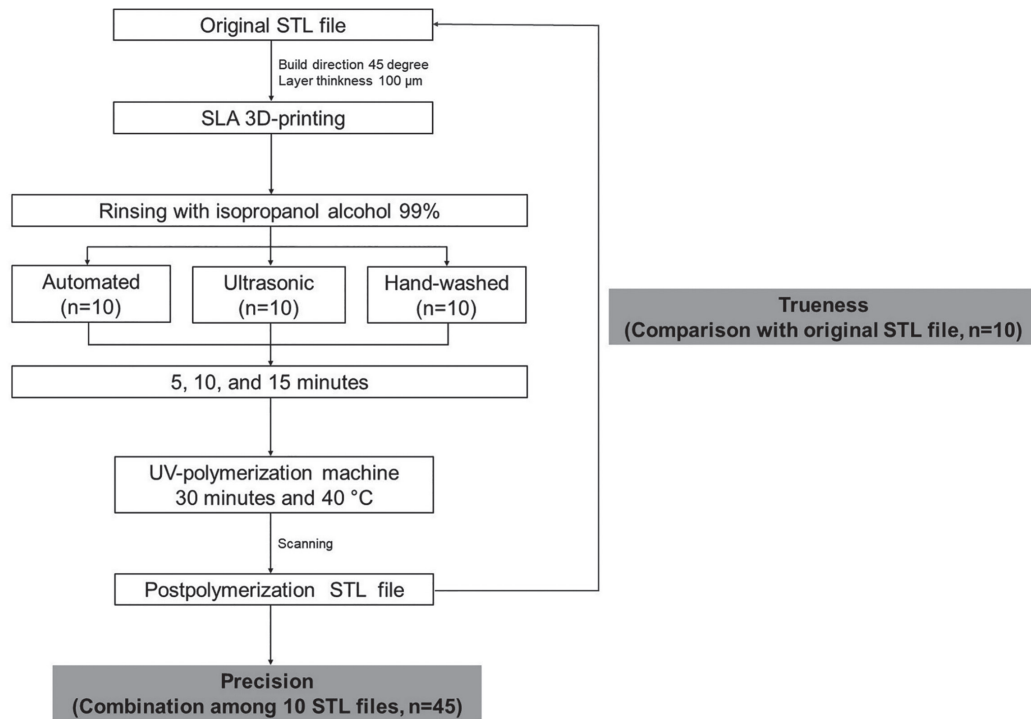 Original STL file
Build direction 45 degree
Layer thinkness 100 µm
SLA 3D-printing
Rinsing with isopropanol alcohol 99%
Automated
(n=10)
Ultrasonic
(n=10)
Hand-washed
(n=10)
Trueness
(Comparison with original STL file, n=10)
5, 10, and 15 minutes
UV-polymerization machine
30 minutes and 40 °C
Scanning
Postpolymerization STL file
Precision
(Combination among 10 STL files, n=45)